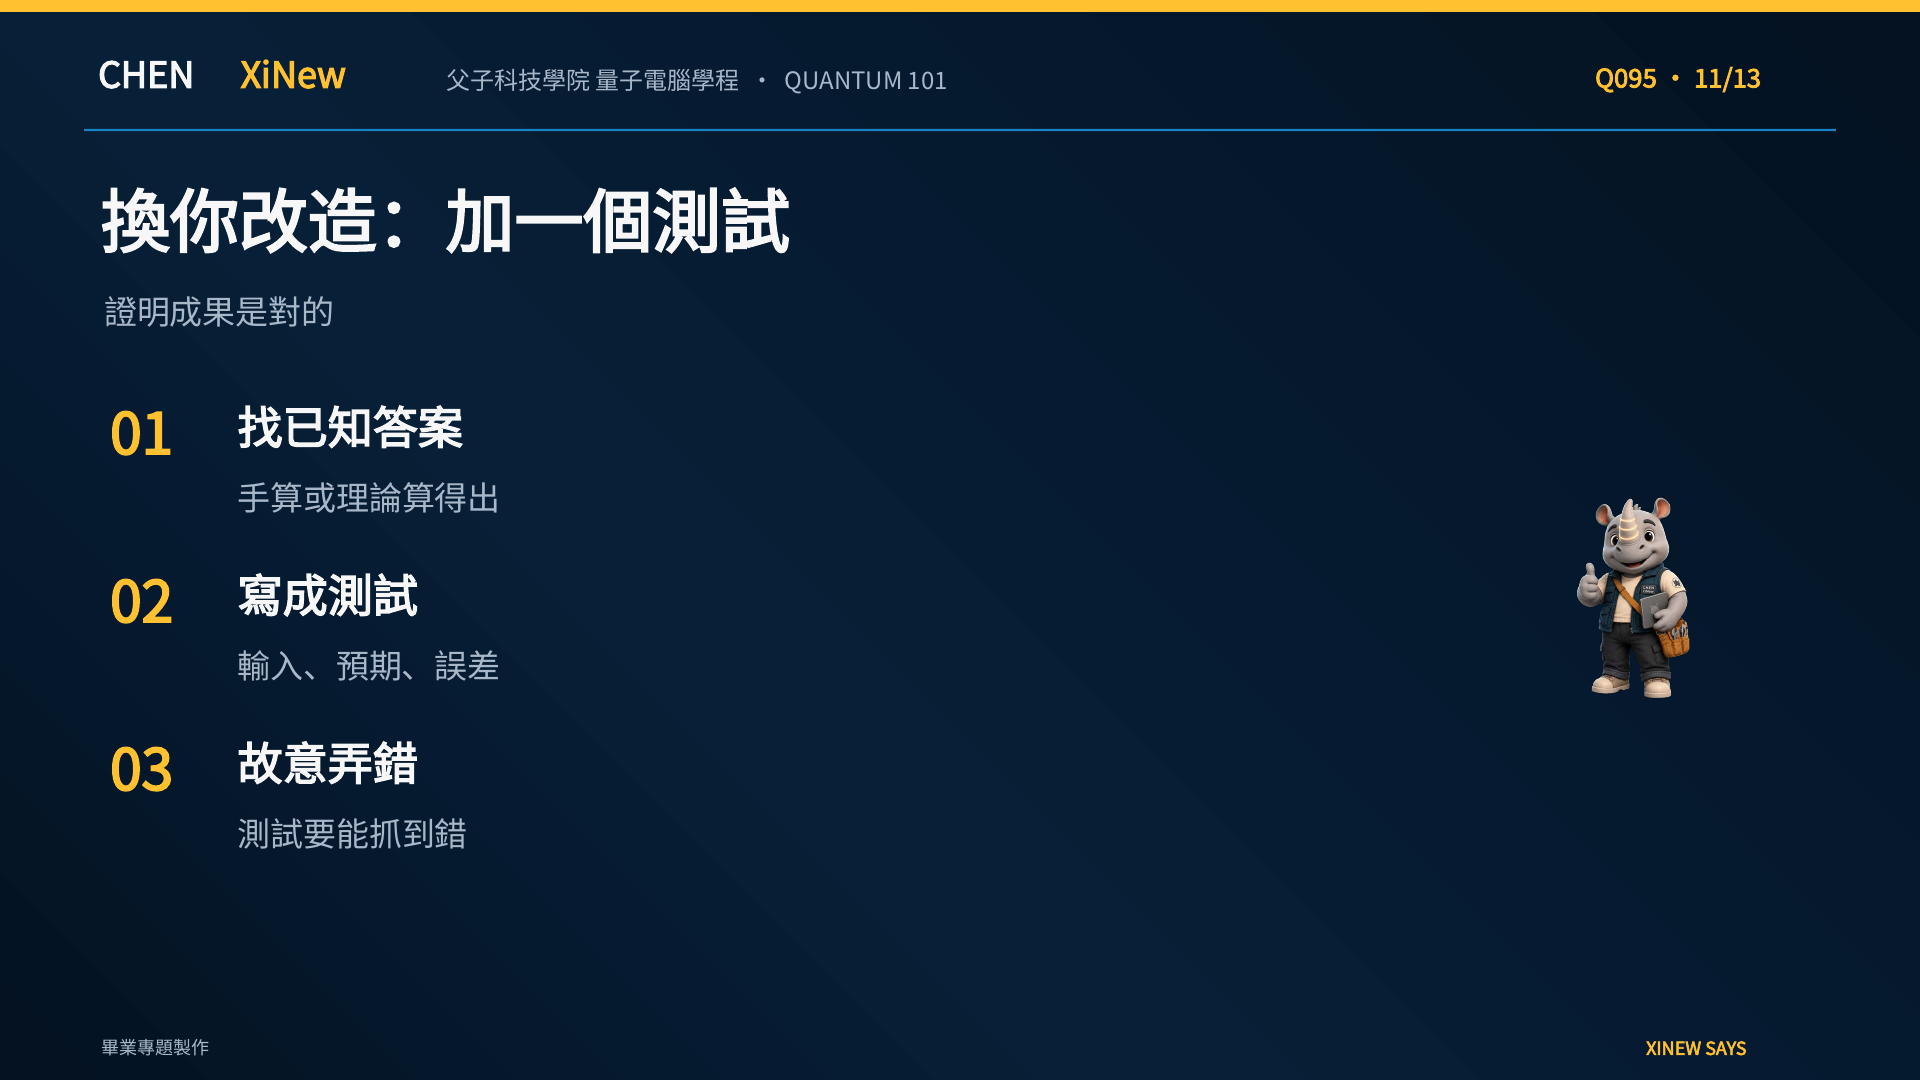 CHEN XiNew 父子科技學院 量子電腦學程 • QUANTUM 101 Q095 • 11/13
換你改造：加一個測試
證明成果是對的
01 找已知答案
手算或理論算得出
02 寫成測試
輸入、預期、誤差
03 故意弄錯
測試要能抓到錯
畢業專題製作
XINEW SAYS